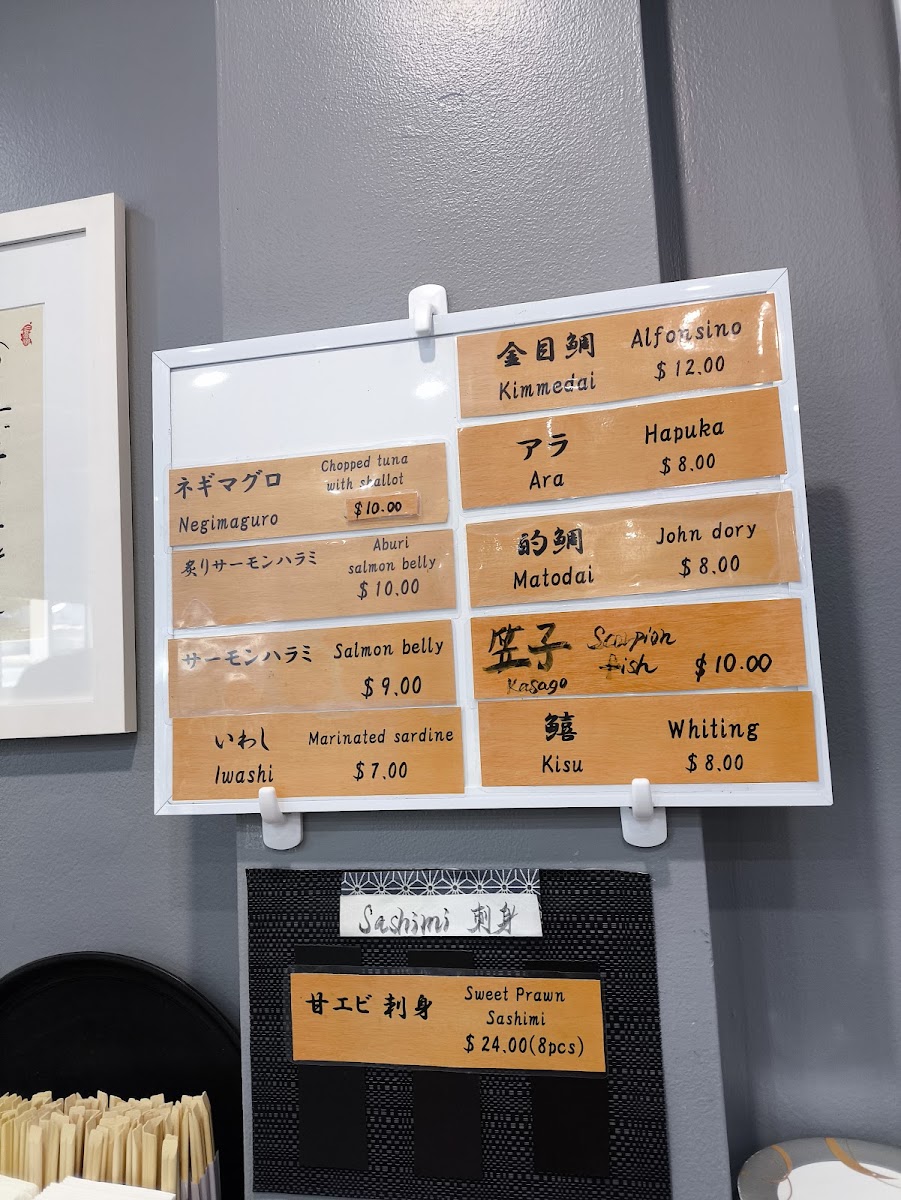 ネギマグロ
Negimaguro
Chopped tuna
with shallot
$10.00
炙りサーモンハラミ
Aburi
salmon belly
$10.00
サーモンハラミ
Salmon belly
$9.00
いわし
Iwashi
Marinated sardine
$7.00
金目鯛
Kimmedai
Alfonsino
$12.00
アラ
Ara
Hapuka
$8.00
的鯛
Matodai
John dory
$8.00
笠子
Kasago
Scorpion
fish
$10.00
鱚
Kisu
Whiting
$8.00
Sashimi 刺身
甘エビ 刺身
Sweet Prawn
Sashimi
$24.00(8pcs)